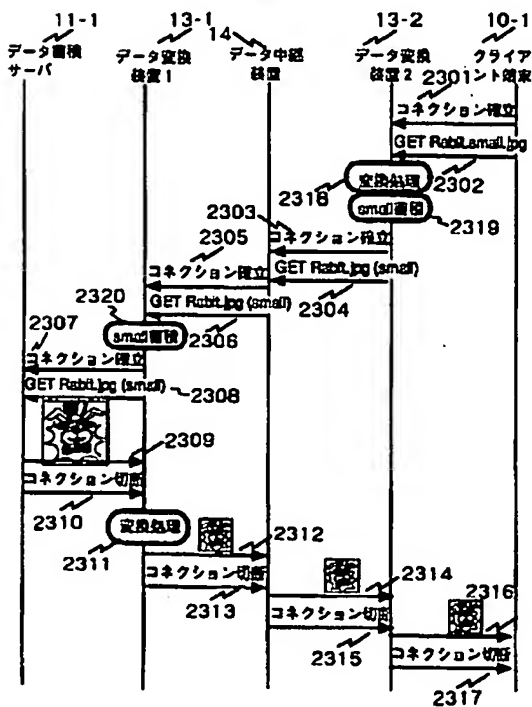 11-1
13-1
14
13-2
10-1
データ蓄積
サーバ
データ変換
装置1
データ中継
装置
データ変換
装置2
クライア
ント端末
2301
コネクション確立
GET Rabit.small.jpg
2302
2318
変換処理
small蓄積
2319
2303
コネクション確立
GET Rabit.jpg (small)
2304
2305
コネクション確立
GET Rabit.jpg (small)
2306
2320
small蓄積
2307
コネクション確立
GET Rabit.jpg (small)
2308
2309
コネクション切断
2310
変換処理
2311
2312
コネクション切断
2313
2314
コネクション切断
2315
2316
コネクション切断
2317